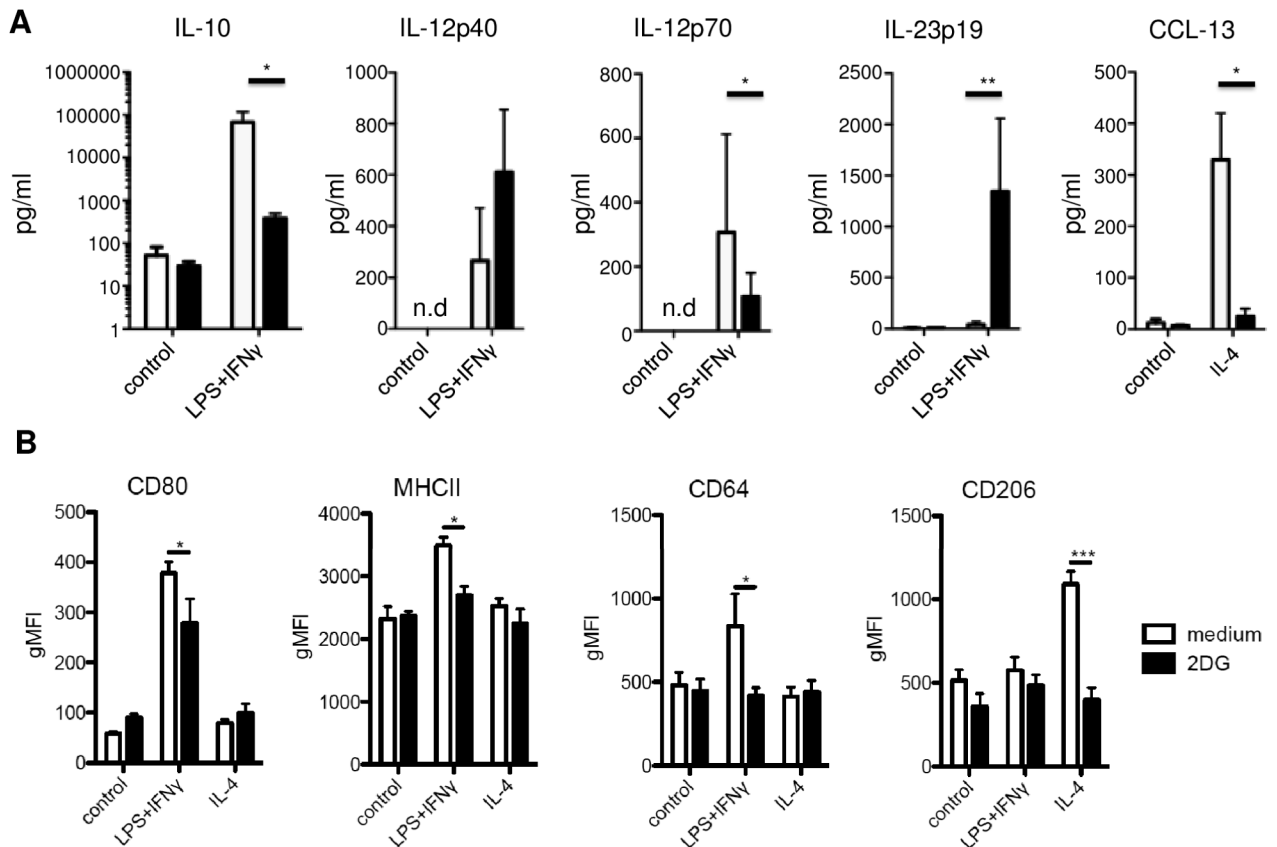 A
IL-10
IL-12p40
IL-12p70
IL-23p19
CCL-13
pg/ml
1000000
100000
10000
1000
100
10
1
*
control
LPS+IFNγ
pg/ml
1000
800
600
400
200
0
n.d
control
LPS+IFNγ
pg/ml
800
600
400
200
0
*
n.d
control
LPS+IFNγ
pg/ml
2500
2000
1500
1000
500
0
**
control
LPS+IFNγ
pg/ml
500
400
300
200
100
0
*
control
IL-4
B
CD80
MHCII
CD64
CD206
gMFI
500
400
300
200
100
0
*
control
LPS+IFNγ
IL-4
gMFI
4000
3000
2000
1000
0
*
control
LPS+IFNγ
IL-4
gMFI
1500
1000
500
0
*
control
LPS+IFNγ
IL-4
gMFI
1500
1000
500
0
***
control
LPS+IFNγ
IL-4
medium
2DG